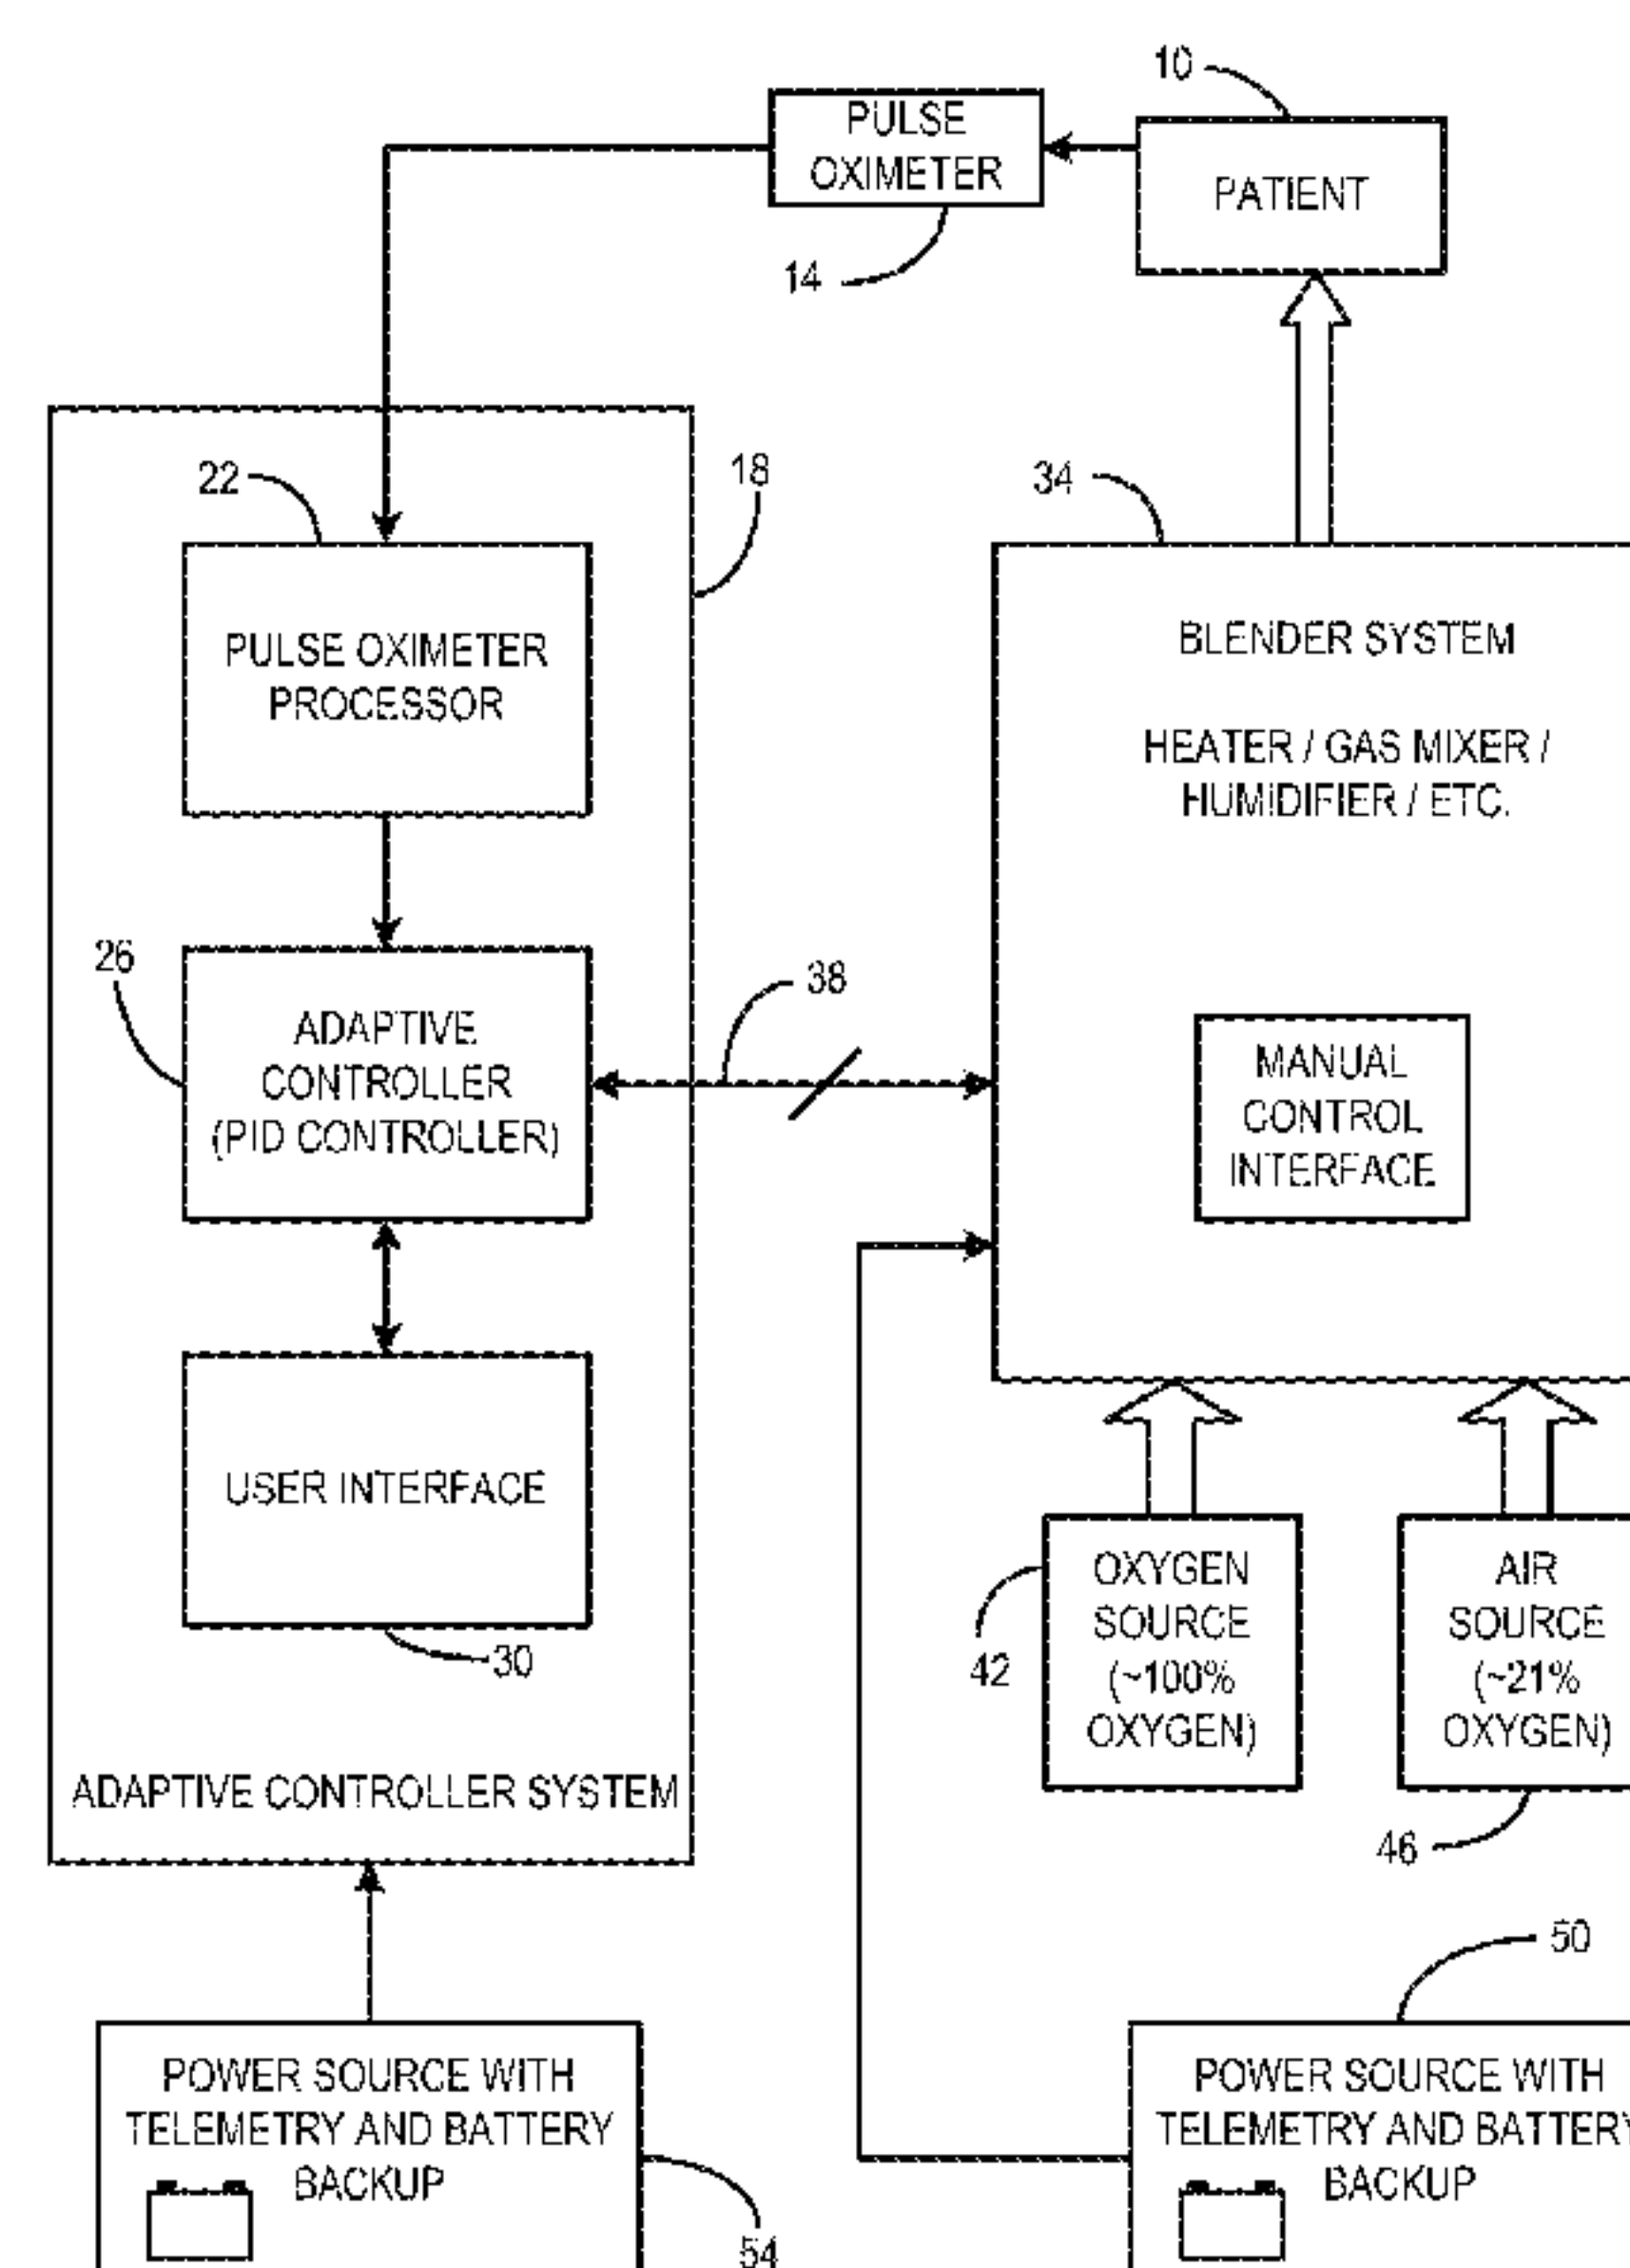 10
PULSE
OXIMETER
PATIENT
14
22
18
34
PULSE OXIMETER
PROCESSOR
BLENDER SYSTEM
HEATER / GAS MIXER /
HUMIDIFIER / ETC.
26
38
ADAPTIVE
CONTROLLER
(PID CONTROLLER)
MANUAL
CONTROL
INTERFACE
USER INTERFACE
30
42
OXYGEN
SOURCE
(~100%
OXYGEN)
AIR
SOURCE
(~21%
OXYGEN)
46
ADAPTIVE CONTROLLER SYSTEM
50
POWER SOURCE WITH
TELEMETRY AND BATTERY
BACKUP
54
POWER SOURCE WITH
TELEMETRY AND BATTERY
BACKUP